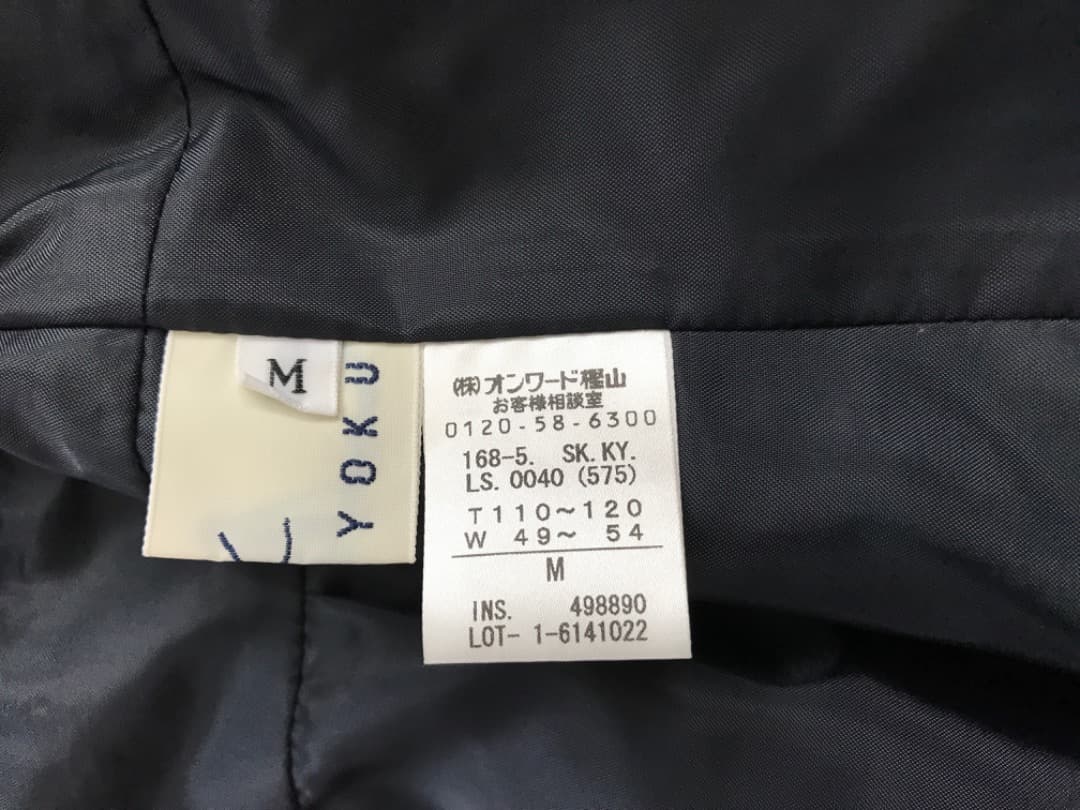 M
YOKU
㈱オンワード樫山
お客様相談室
0120-58-6300
168-5. SK.KY.
LS. 0040 (575)
T110〜120
W 49〜 54
M
INS. 498890
LOT- 1-6141022